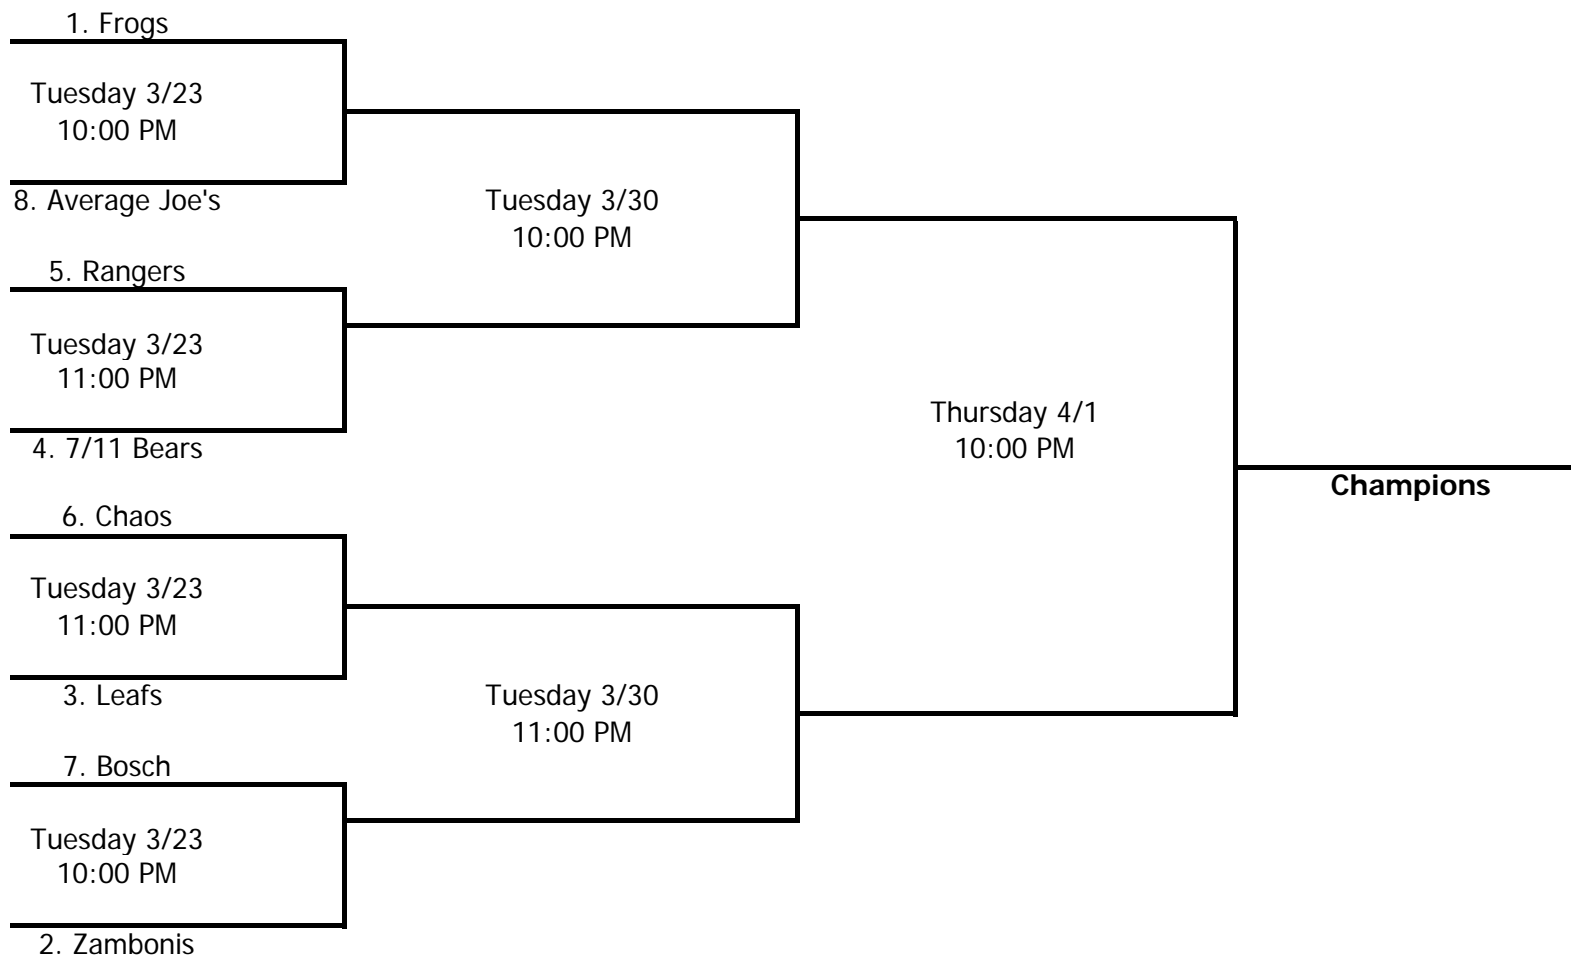 1. Frogs
Tuesday 3/23
10:00 PM
8. Average Joe's
Tuesday 3/30
10:00 PM
5. Rangers
Tuesday 3/23
11:00 PM
4. 7/11 Bears
Thursday 4/1
10:00 PM
Champions
6. Chaos
Tuesday 3/23
11:00 PM
3. Leafs
Tuesday 3/30
11:00 PM
7. Bosch
Tuesday 3/23
10:00 PM
2. Zambonis